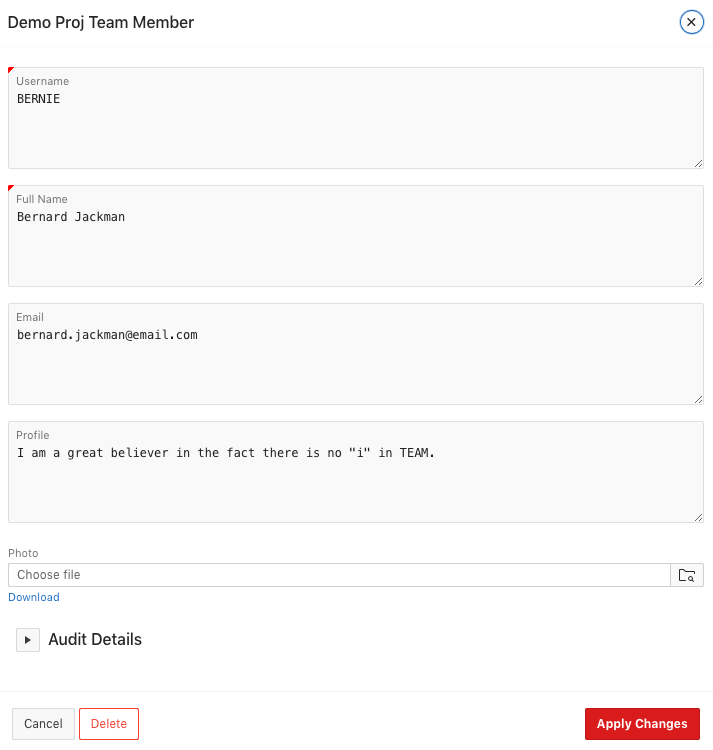 Demo Proj Team Member
Username
BERNIE
Full Name
Bernard Jackman
Email
bernard.jackman@email.com
Profile
I am a great believer in the fact there is no "i" in TEAM.
Photo
Choose file
Download
Audit Details
Cancel
Delete
Apply Changes